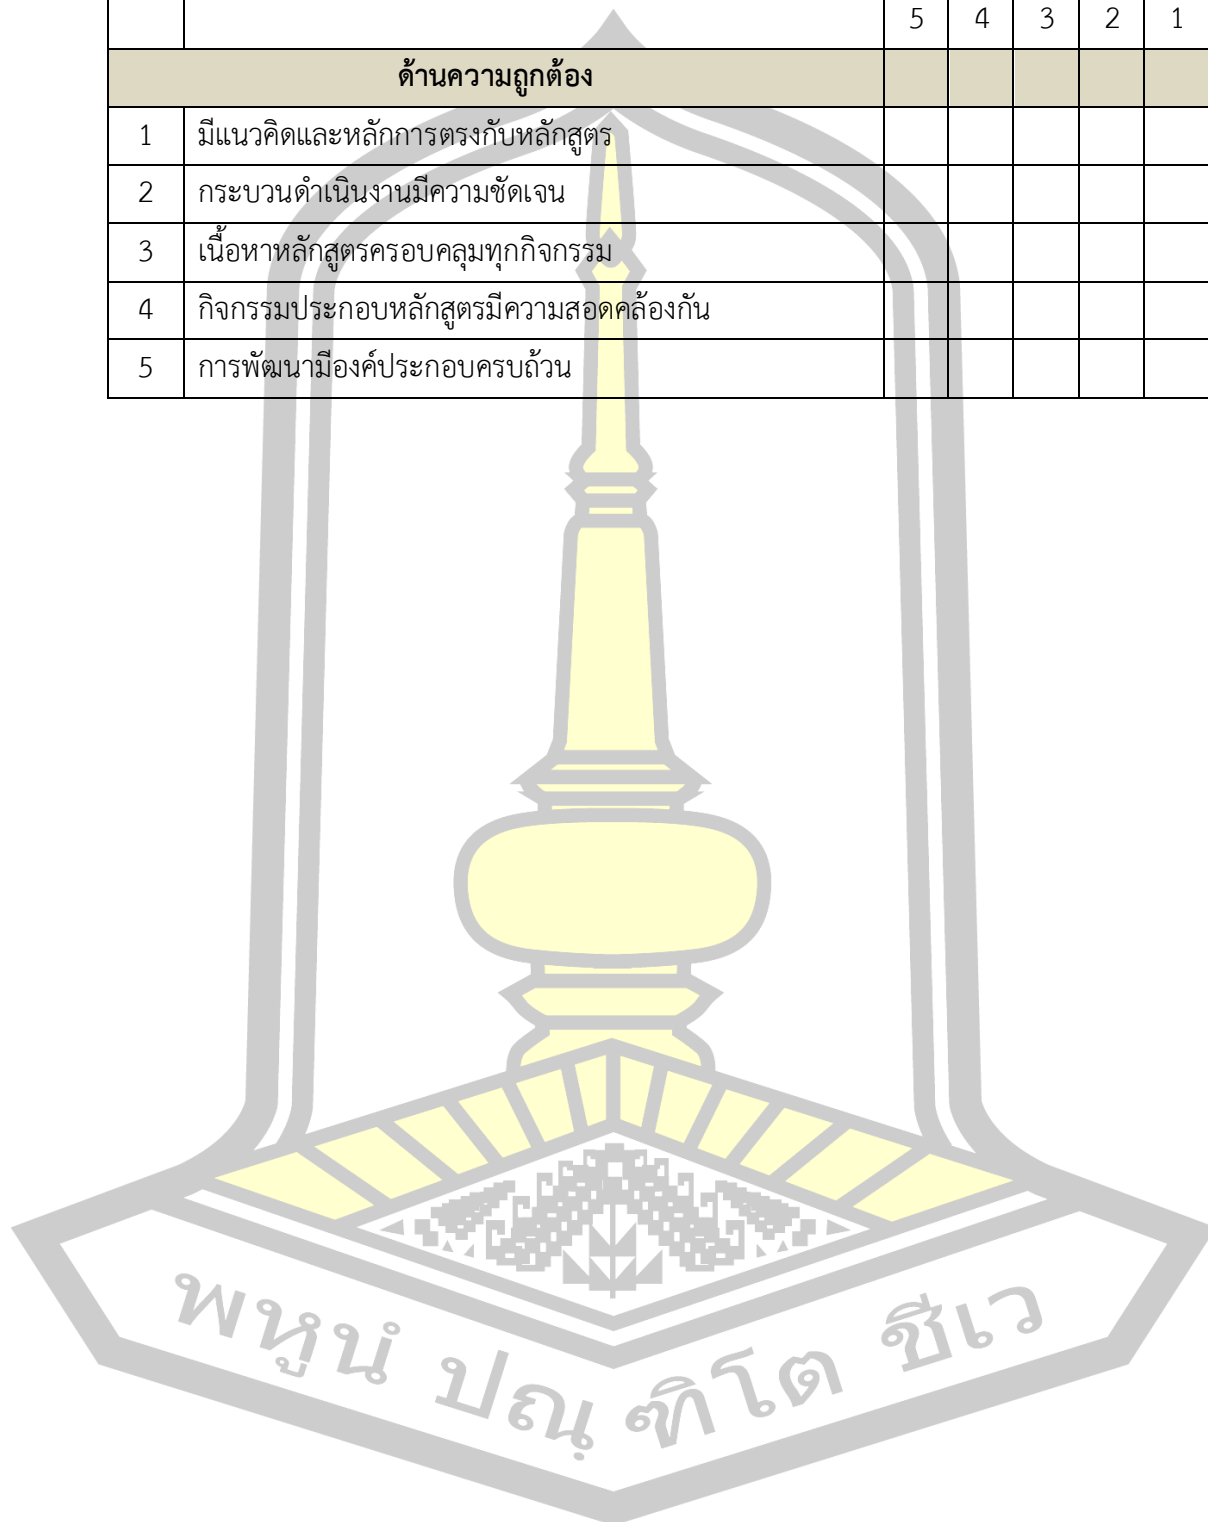 5 4 3 2 1
ด้านความถูกต้อง
1 มีแนวคิดและหลักการตรงกับหลักสูตร
2 กระบวนดำเนินงานมีความชัดเจน
3 เนื้อหาหลักสูตรครอบคลุมทุกกิจกรรม
4 กิจกรรมประกอบหลักสูตรมีความสอดคล้องกัน
5 การพัฒนามีองค์ประกอบครบถ้วน
พหูนํ ปณฺ ฑิโต ชีเว